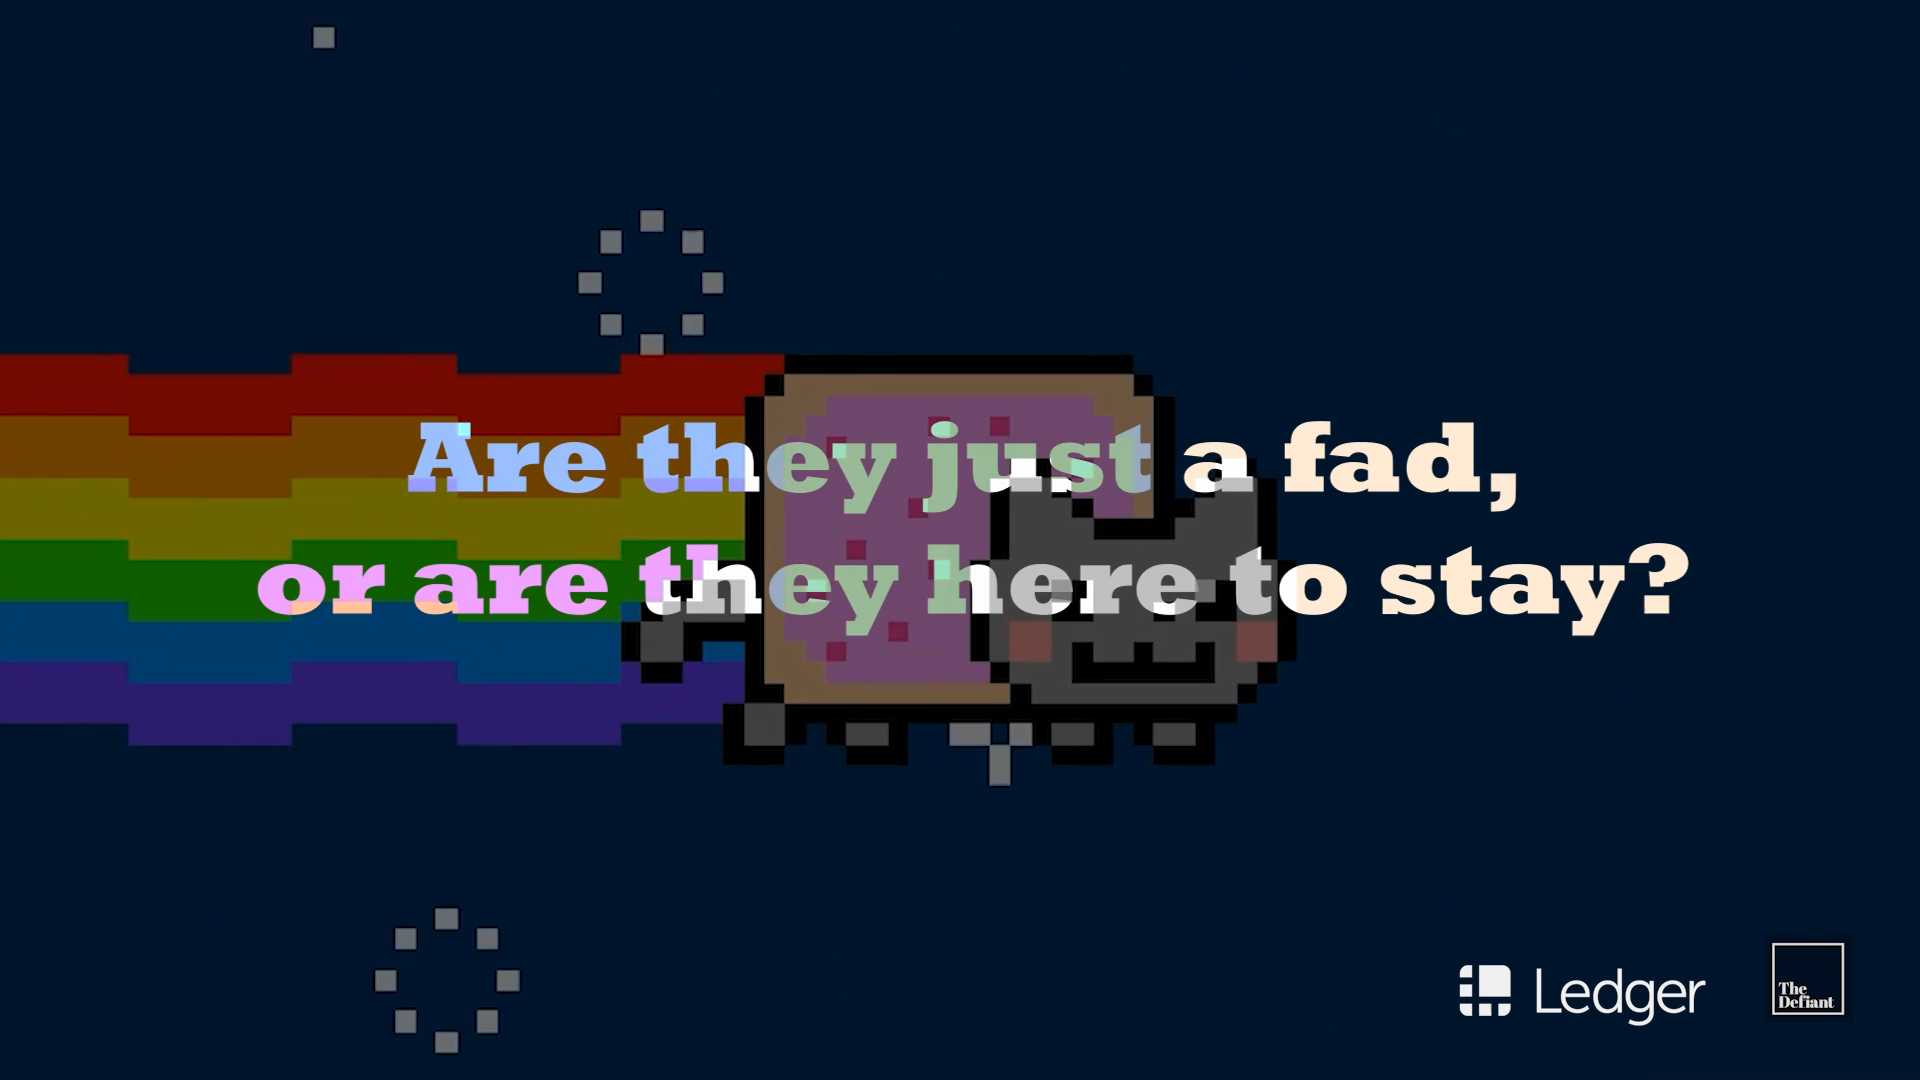 Are they just a fad,
or are they here to stay?
Ledger
The
Defiant